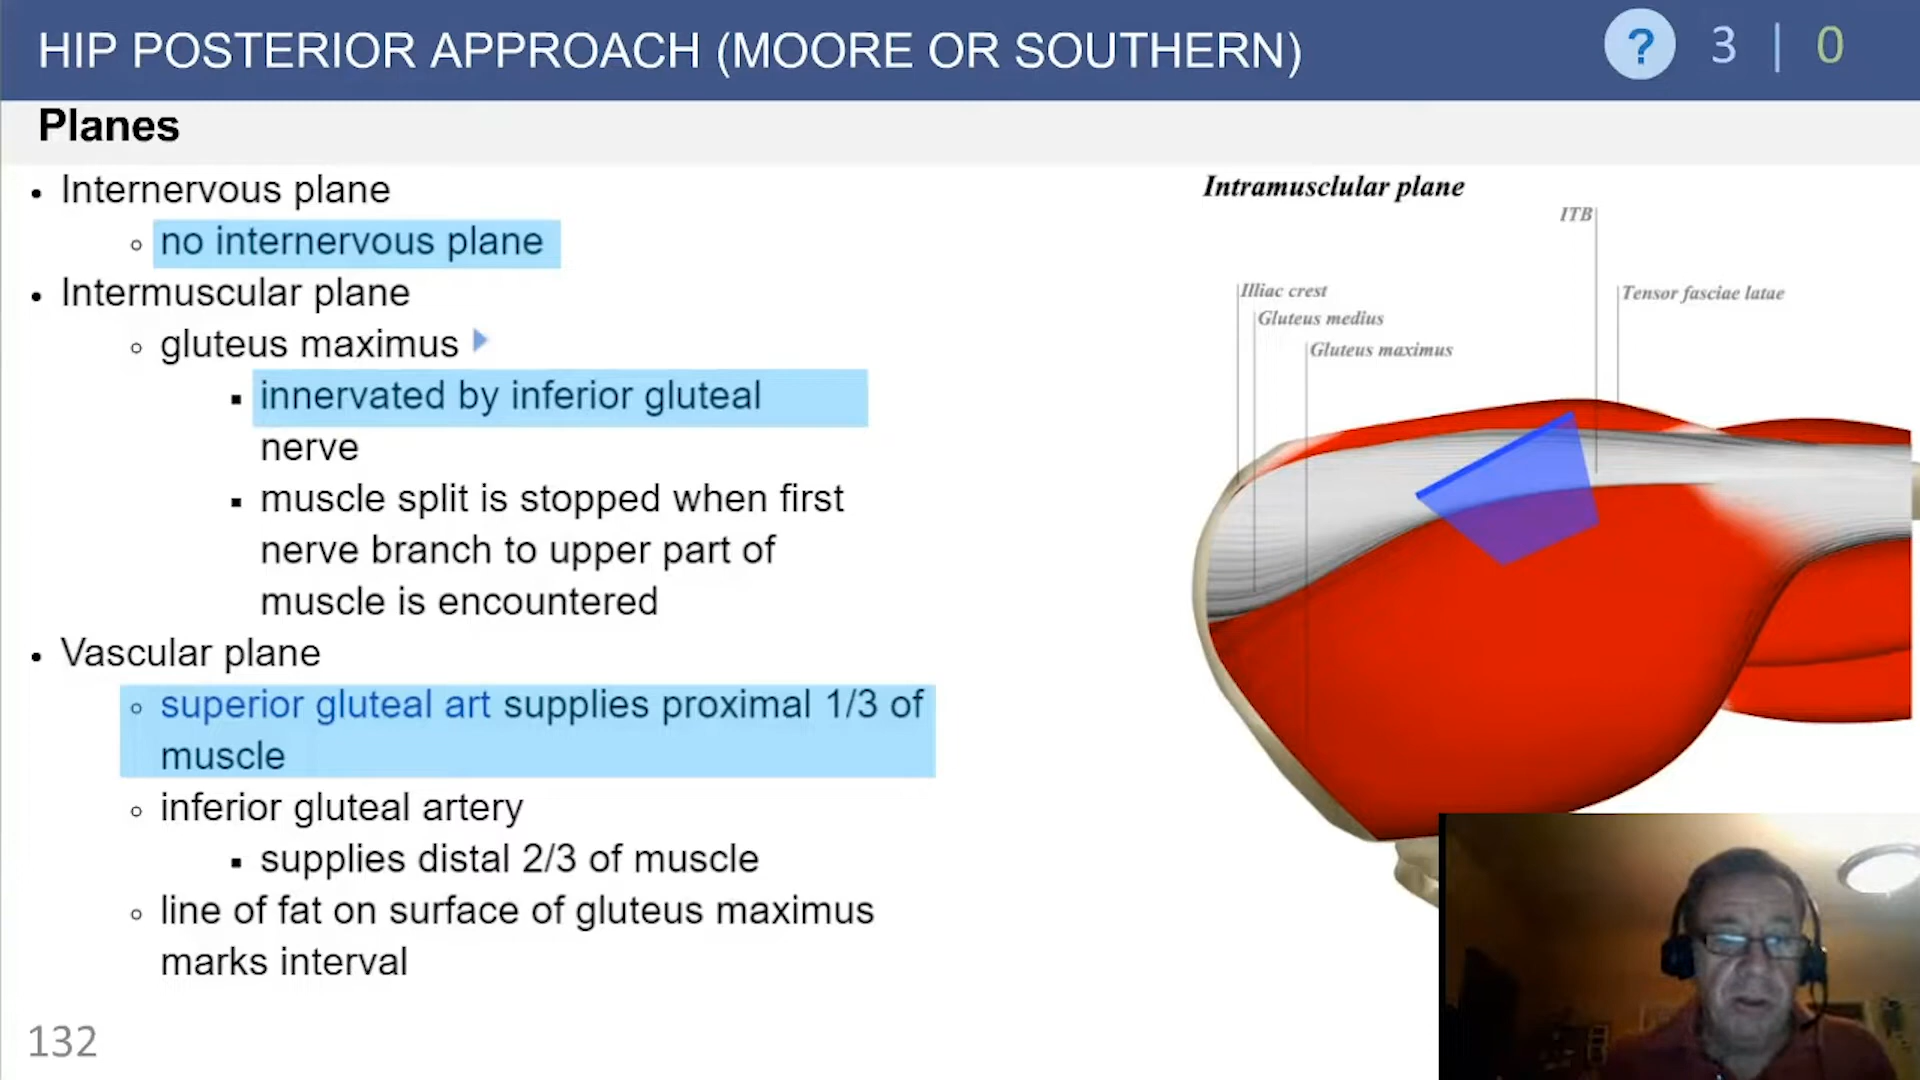 HIP POSTERIOR APPROACH (MOORE OR SOUTHERN)
? 3 | 0
Planes
• Internervous plane
◦ no internervous plane
• Intermuscular plane
◦ gluteus maximus
▪ innervated by inferior gluteal
nerve
▪ muscle split is stopped when first
nerve branch to upper part of
muscle is encountered
• Vascular plane
◦ superior gluteal art supplies proximal 1/3 of
muscle
◦ inferior gluteal artery
▪ supplies distal 2/3 of muscle
◦ line of fat on surface of gluteus maximus
marks interval
132
Intramusclular plane
ITB
Illiac crest
Tensor fasciae latae
Gluteus medius
Gluteus maximus